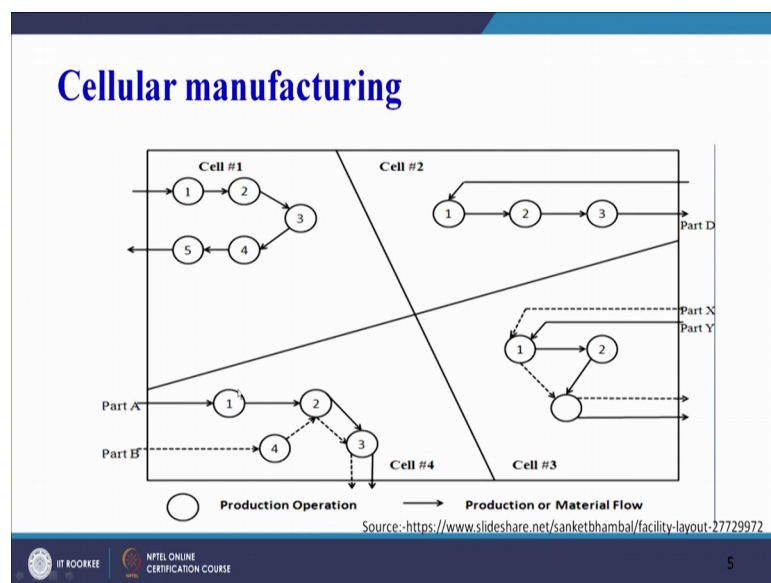 Cellular manufacturing
Cell #1
Cell #2
1 2
3
5 4
1 2 3
Part D
Part X
Part Y
1 2
Part A
1 2
Part B
4 3
Cell #4
Cell #3
Production Operation
Production or Material Flow
Source:-https://www.slideshare.net/sanketbhambal/facility-layout-27729972
IIT ROORKEE
NPTEL ONLINE
CERTIFICATION COURSE
5